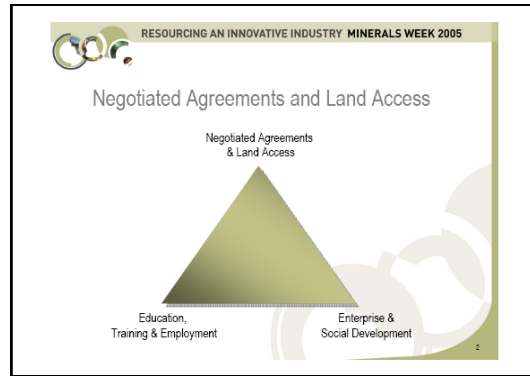 RESOURCING AN INNOVATIVE INDUSTRY MINERALS WEEK 2005
Negotiated Agreements and Land Access
Negotiated Agreements
& Land Access
Education,
Training & Employment
Enterprise &
Social Development
2